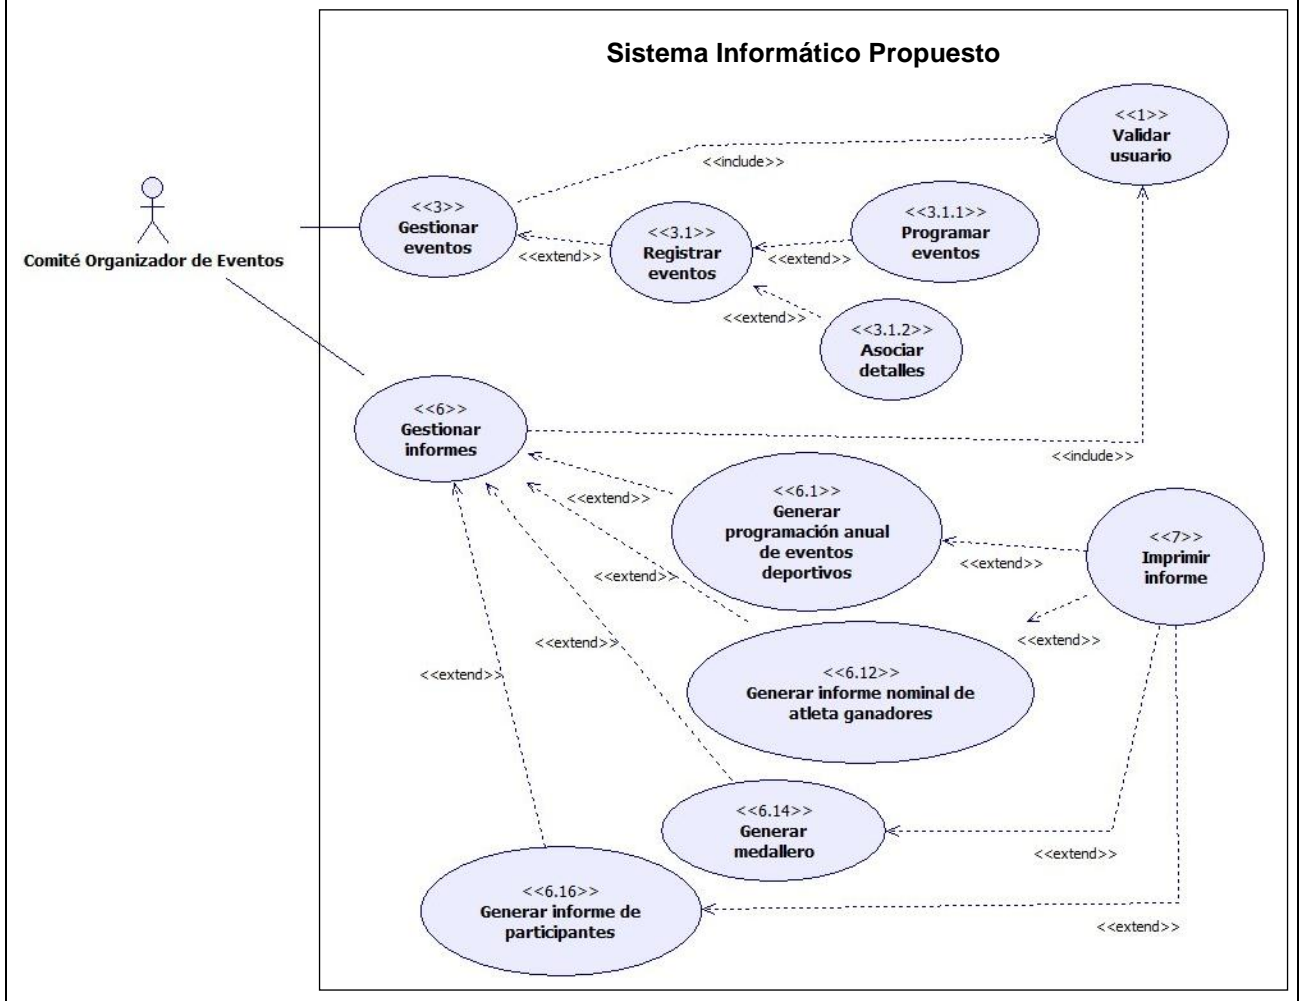 Sistema Informático Propuesto
<<1>>
Validar
usuario
<<include>>
<<3>>
Gestionar
eventos
<<extend>>
<<3.1>>
Registrar
eventos
<<extend>>
<<3.1.1>>
Programar
eventos
<<extend>>
<<3.1.2>>
Asociar
detalles
Comité Organizador de Eventos
<<6>>
Gestionar
informes
<<include>>
<<extend>>
<<6.1>>
Generar
programación anual
de eventos
deportivos
<<extend>>
<<7>>
Imprimir
informe
<<extend>>
<<extend>>
<<extend>>
<<extend>>
<<6.12>>
Generar informe nominal de
atleta ganadores
<<6.14>>
Generar
medallero
<<extend>>
<<6.16>>
Generar informe de
participantes
<<extend>>